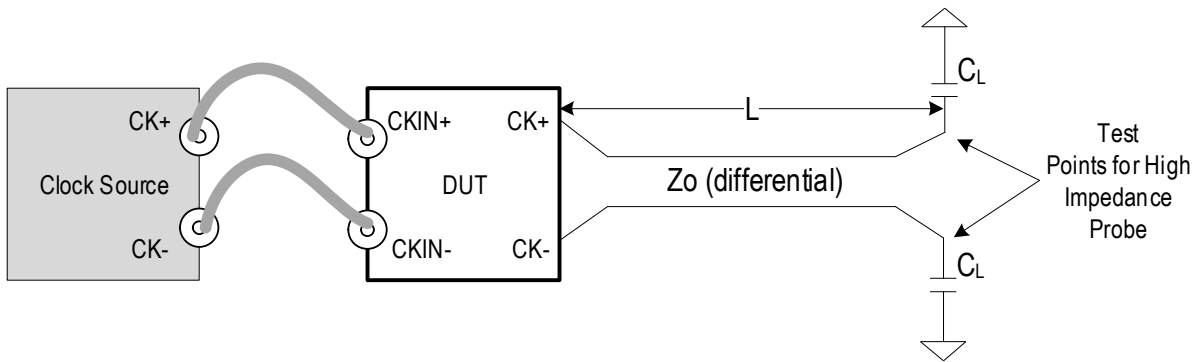 CK+
Clock Source
CK-
CKIN+
CK+
DUT
CKIN-
CK-
L
Zo (differential)
CL
CL
Test
Points for High
Impedance
Probe